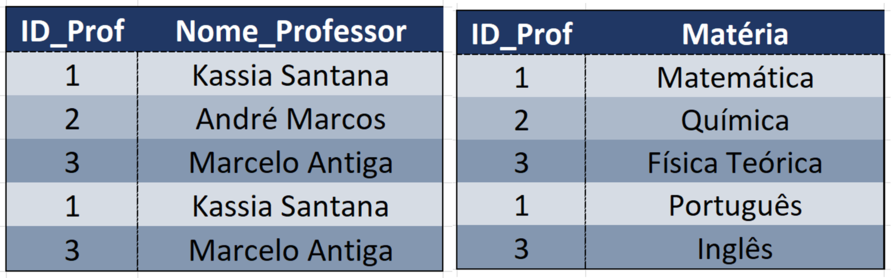 ID_Prof Nome_Professor
1 Kassia Santana
2 André Marcos
3 Marcelo Antiga
1 Kassia Santana
3 Marcelo Antiga
ID_Prof Matéria
1 Matemática
2 Química
3 Física Teórica
1 Português
3 Inglês